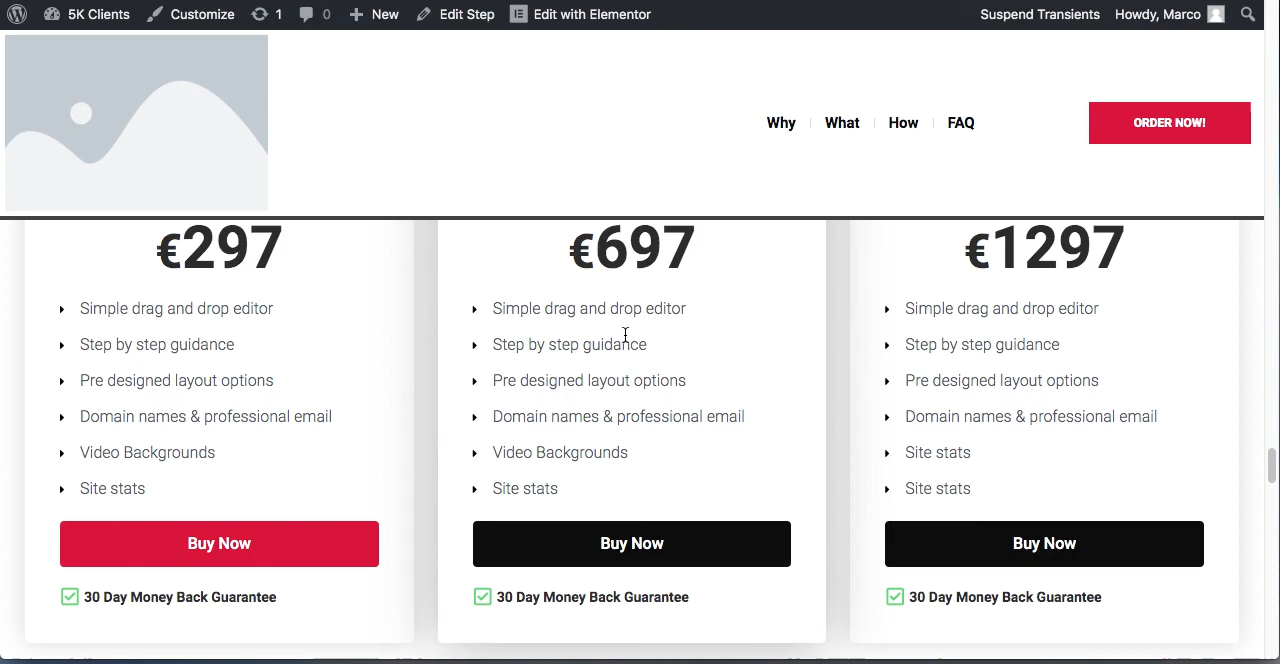 5K Clients Customize 1 0 New Edit Step Edit with Elementor Suspend Transients Howdy, Marco
Why What How FAQ ORDER NOW!
€297 €697 €1297
Simple drag and drop editor Simple drag and drop editor Simple drag and drop editor
Step by step guidance Step by step guidance Step by step guidance
Pre designed layout options Pre designed layout options Pre designed layout options
Domain names & professional email Domain names & professional email Domain names & professional email
Video Backgrounds Video Backgrounds Site stats
Site stats Site stats Site stats
Buy Now Buy Now Buy Now
30 Day Money Back Guarantee 30 Day Money Back Guarantee 30 Day Money Back Guarantee